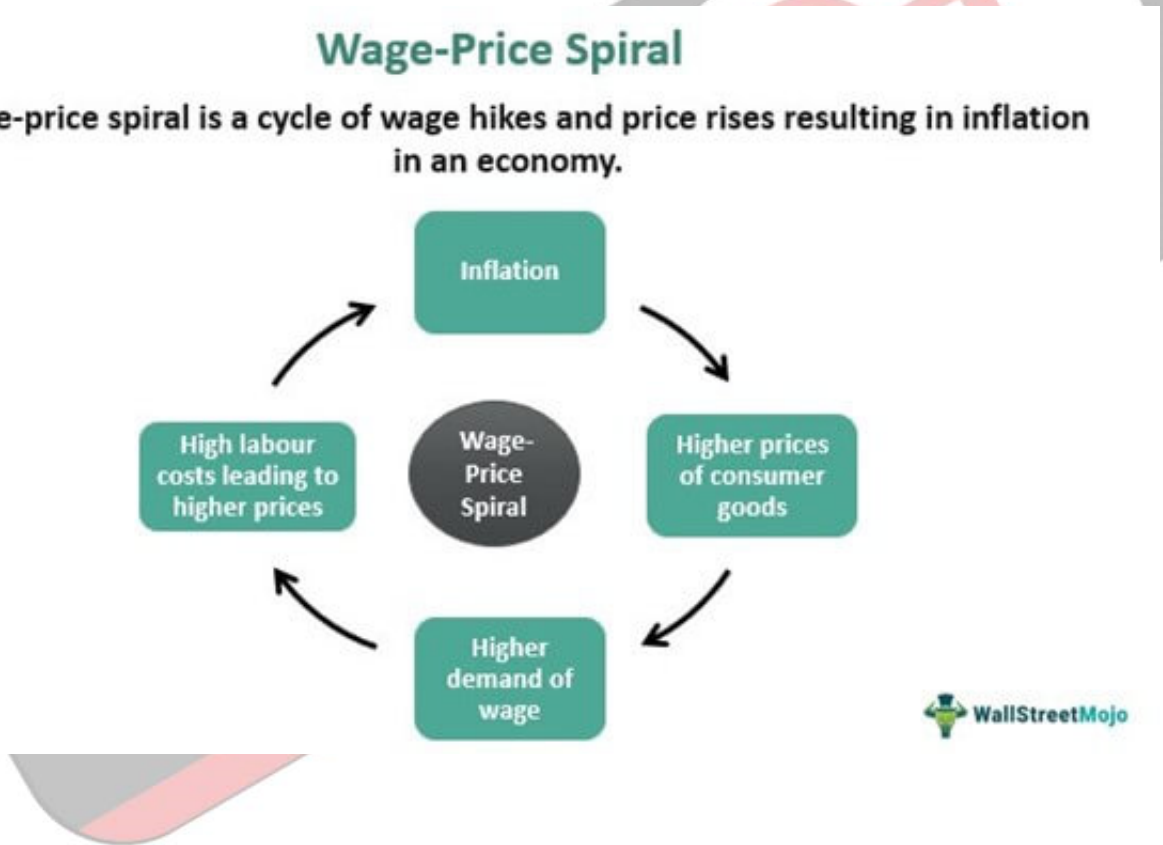 Wage-Price Spiral
e-price spiral is a cycle of wage hikes and price rises resulting in inflation
in an economy.
Inflation
High labour
costs leading to
higher prices
Wage-
Price
Spiral
Higher prices
of consumer
goods
Higher
demand of
wage
WallStreetMojo